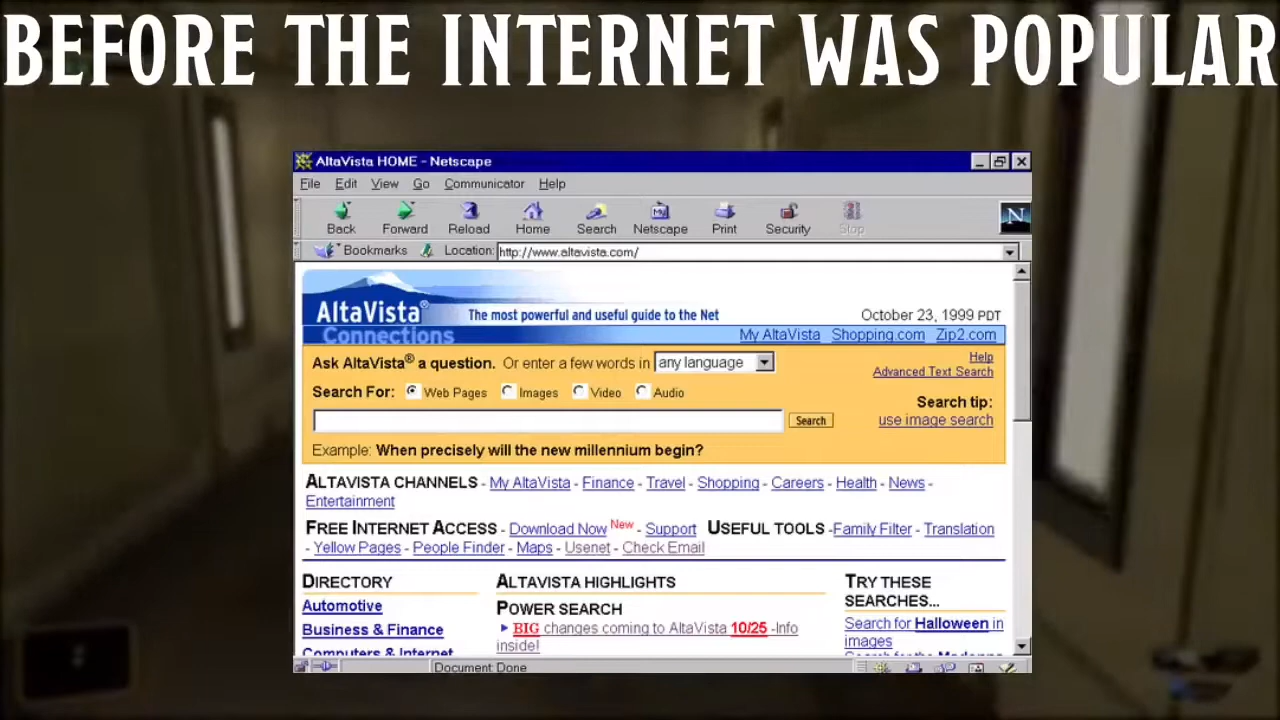 BEFORE THE INTERNET WAS POPULAR
AltaVista HOME - Netscape
File Edit View Go Communicator Help
Back Forward Reload Home Search Netscape Print Security Stop
N
Bookmarks Location: http://www.altavista.com/
AltaVista® The most powerful and useful guide to the Net October 23, 1999 PDT
Connections My AltaVista Shopping.com Zip2.com
Ask AltaVista® a question. Or enter a few words in any language Help
Advanced Text Search
Search For: Web Pages Images Video Audio
Search tip:
Search use image search
Example: When precisely will the new millennium begin?
ALTAVISTA CHANNELS - My AltaVista - Finance - Travel - Shopping - Careers - Health - News -
Entertainment
FREE INTERNET ACCESS - Download Now New - Support USEFUL TOOLS -Family Filter - Translation
- Yellow Pages - People Finder - Maps - Usenet - Check Email
DIRECTORY ALTAVISTA HIGHLIGHTS TRY THESE
SEARCHES...
Automotive POWER SEARCH
Business & Finance BIG changes coming to AltaVista 10/25 -Info
inside!
Search for Halloween in
images
Computers & Internet
Search for the Madonna
Document Done